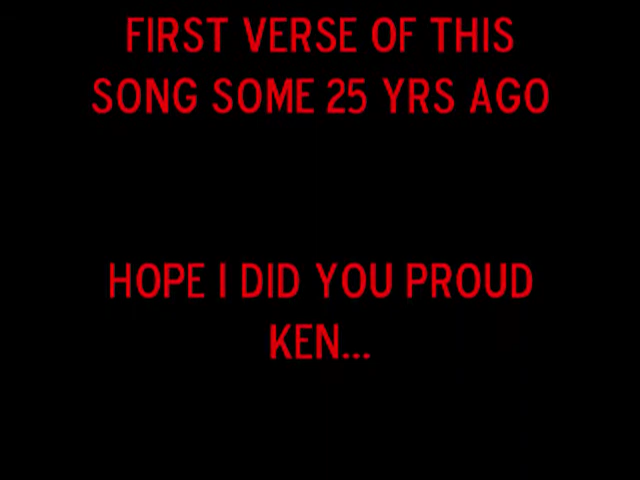 FIRST VERSE OF THIS
SONG SOME 25 YRS AGO
HOPE I DID YOU PROUD
KEN...